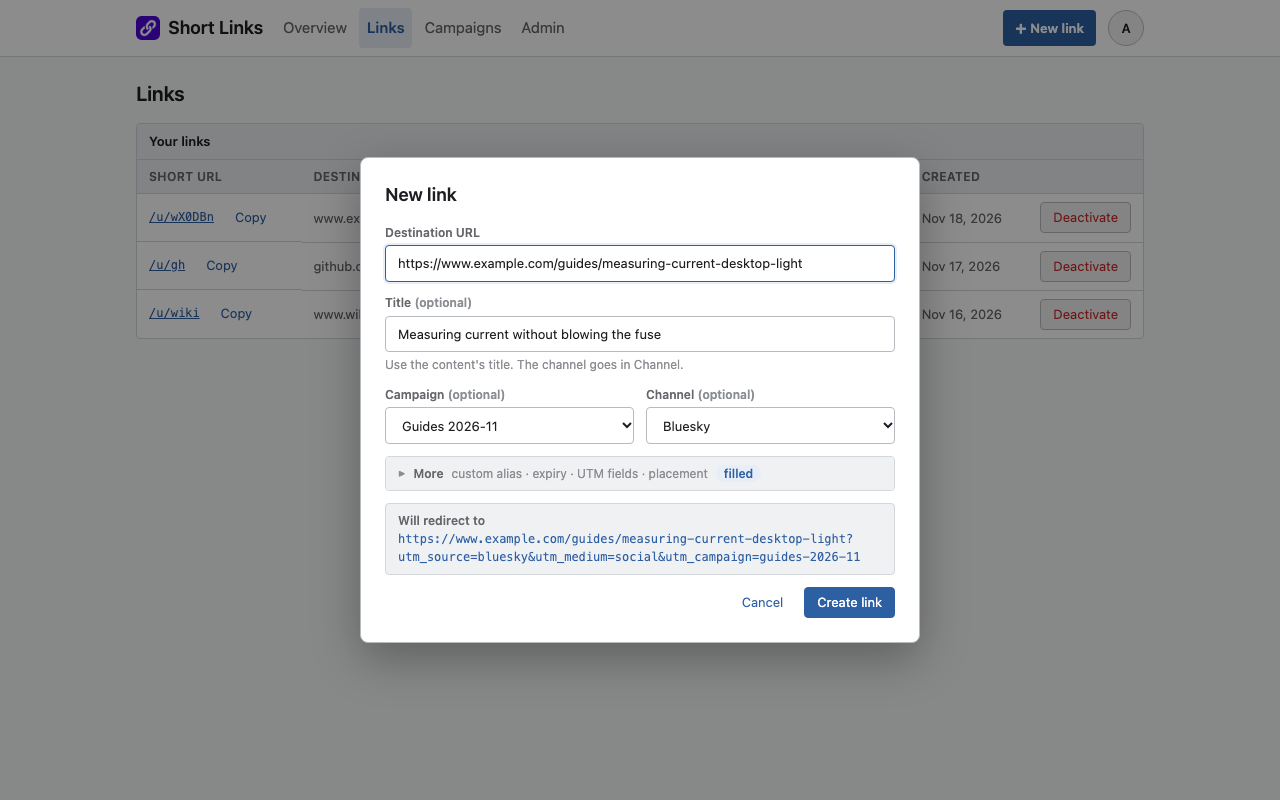 Short Links Overview Links Campaigns Admin + New link A
Links
Your links
SHORT URL DESTIN CREATED
/u/wX0DBn Copy www.ex Nov 18, 2026 Deactivate
/u/gh Copy github.c Nov 17, 2026 Deactivate
/u/wiki Copy www.wi Nov 16, 2026 Deactivate
New link
Destination URL
https://www.example.com/guides/measuring-current-desktop-light
Title (optional)
Measuring current without blowing the fuse
Use the content's title. The channel goes in Channel.
Campaign (optional) Channel (optional)
Guides 2026-11 Bluesky
More custom alias · expiry · UTM fields · placement filled
Will redirect to
https://www.example.com/guides/measuring-current-desktop-light?
utm_source=bluesky&utm_medium=social&utm_campaign=guides-2026-11
Cancel Create link